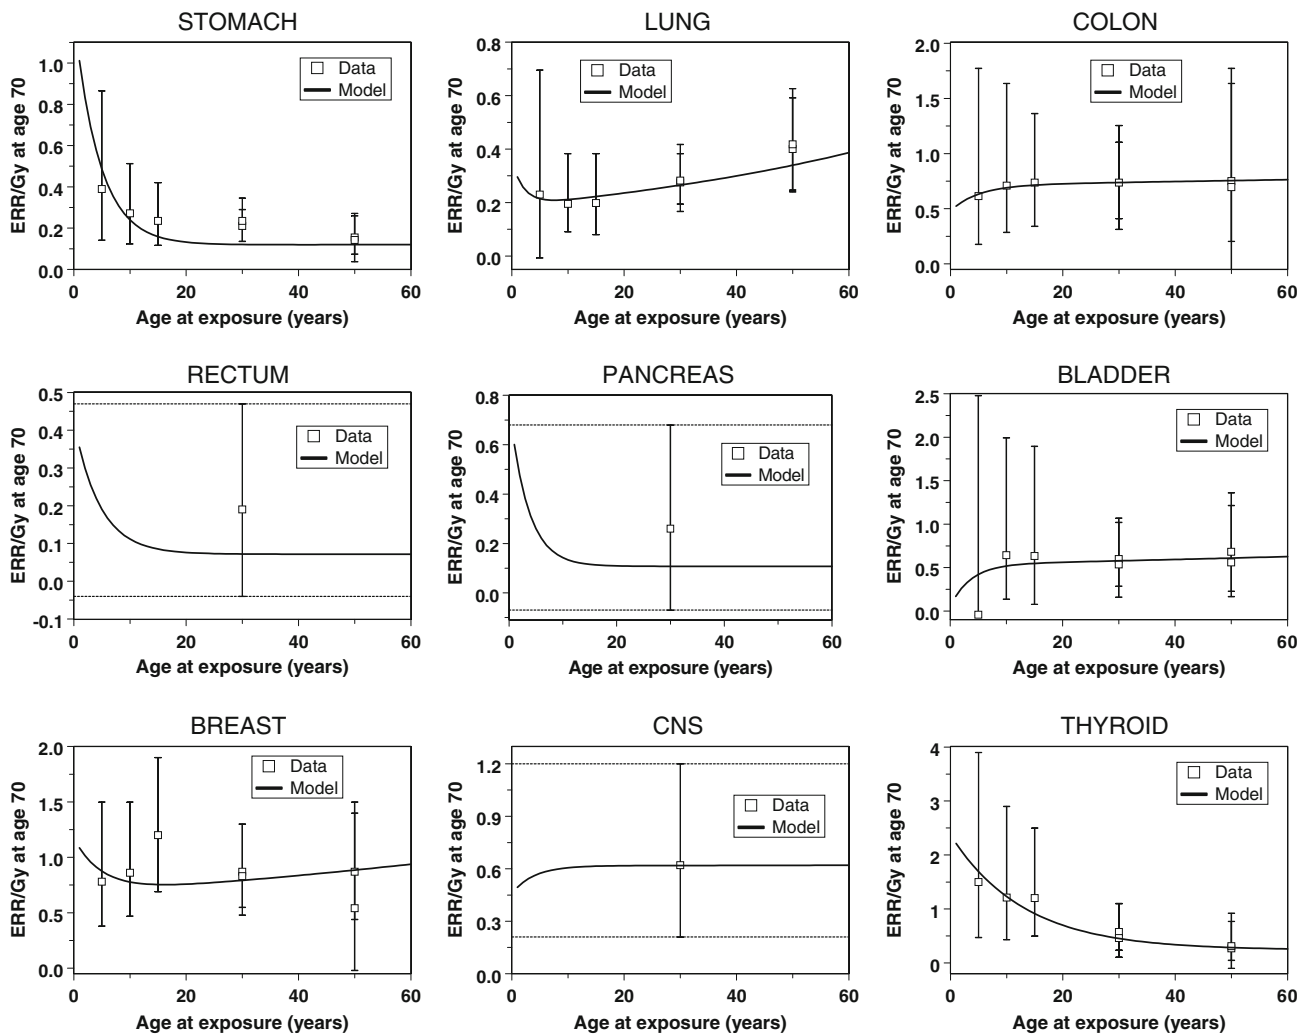 STOMACH
ERR/Gy at age 70
1.0
0.8
0.6
0.4
0.2
0.0
Data
Model
0 20 40 60
Age at exposure (years)
LUNG
ERR/Gy at age 70
0.8
0.6
0.4
0.2
0.0
Data
Model
0 20 40 60
Age at exposure (years)
COLON
ERR/Gy at age 70
2.0
1.5
1.0
0.5
0.0
Data
Model
0 20 40 60
Age at exposure (years)
RECTUM
ERR/Gy at age 70
0.5
0.4
0.3
0.2
0.1
0.0
-0.1
Data
Model
0 20 40 60
Age at exposure (years)
PANCREAS
ERR/Gy at age 70
0.8
0.6
0.4
0.2
0.0
Data
Model
0 20 40 60
Age at exposure (years)
BLADDER
ERR/Gy at age 70
2.5
2.0
1.5
1.0
0.5
0.0
Data
Model
0 20 40 60
Age at exposure (years)
BREAST
ERR/Gy at age 70
2.0
1.5
1.0
0.5
0.0
Data
Model
0 20 40 60
Age at exposure (years)
CNS
ERR/Gy at age 70
1.2
0.9
0.6
0.3
0.0
Data
Model
0 20 40 60
Age at exposure (years)
THYROID
ERR/Gy at age 70
4
3
2
1
0
Data
Model
0 20 40 60
Age at exposure (years)